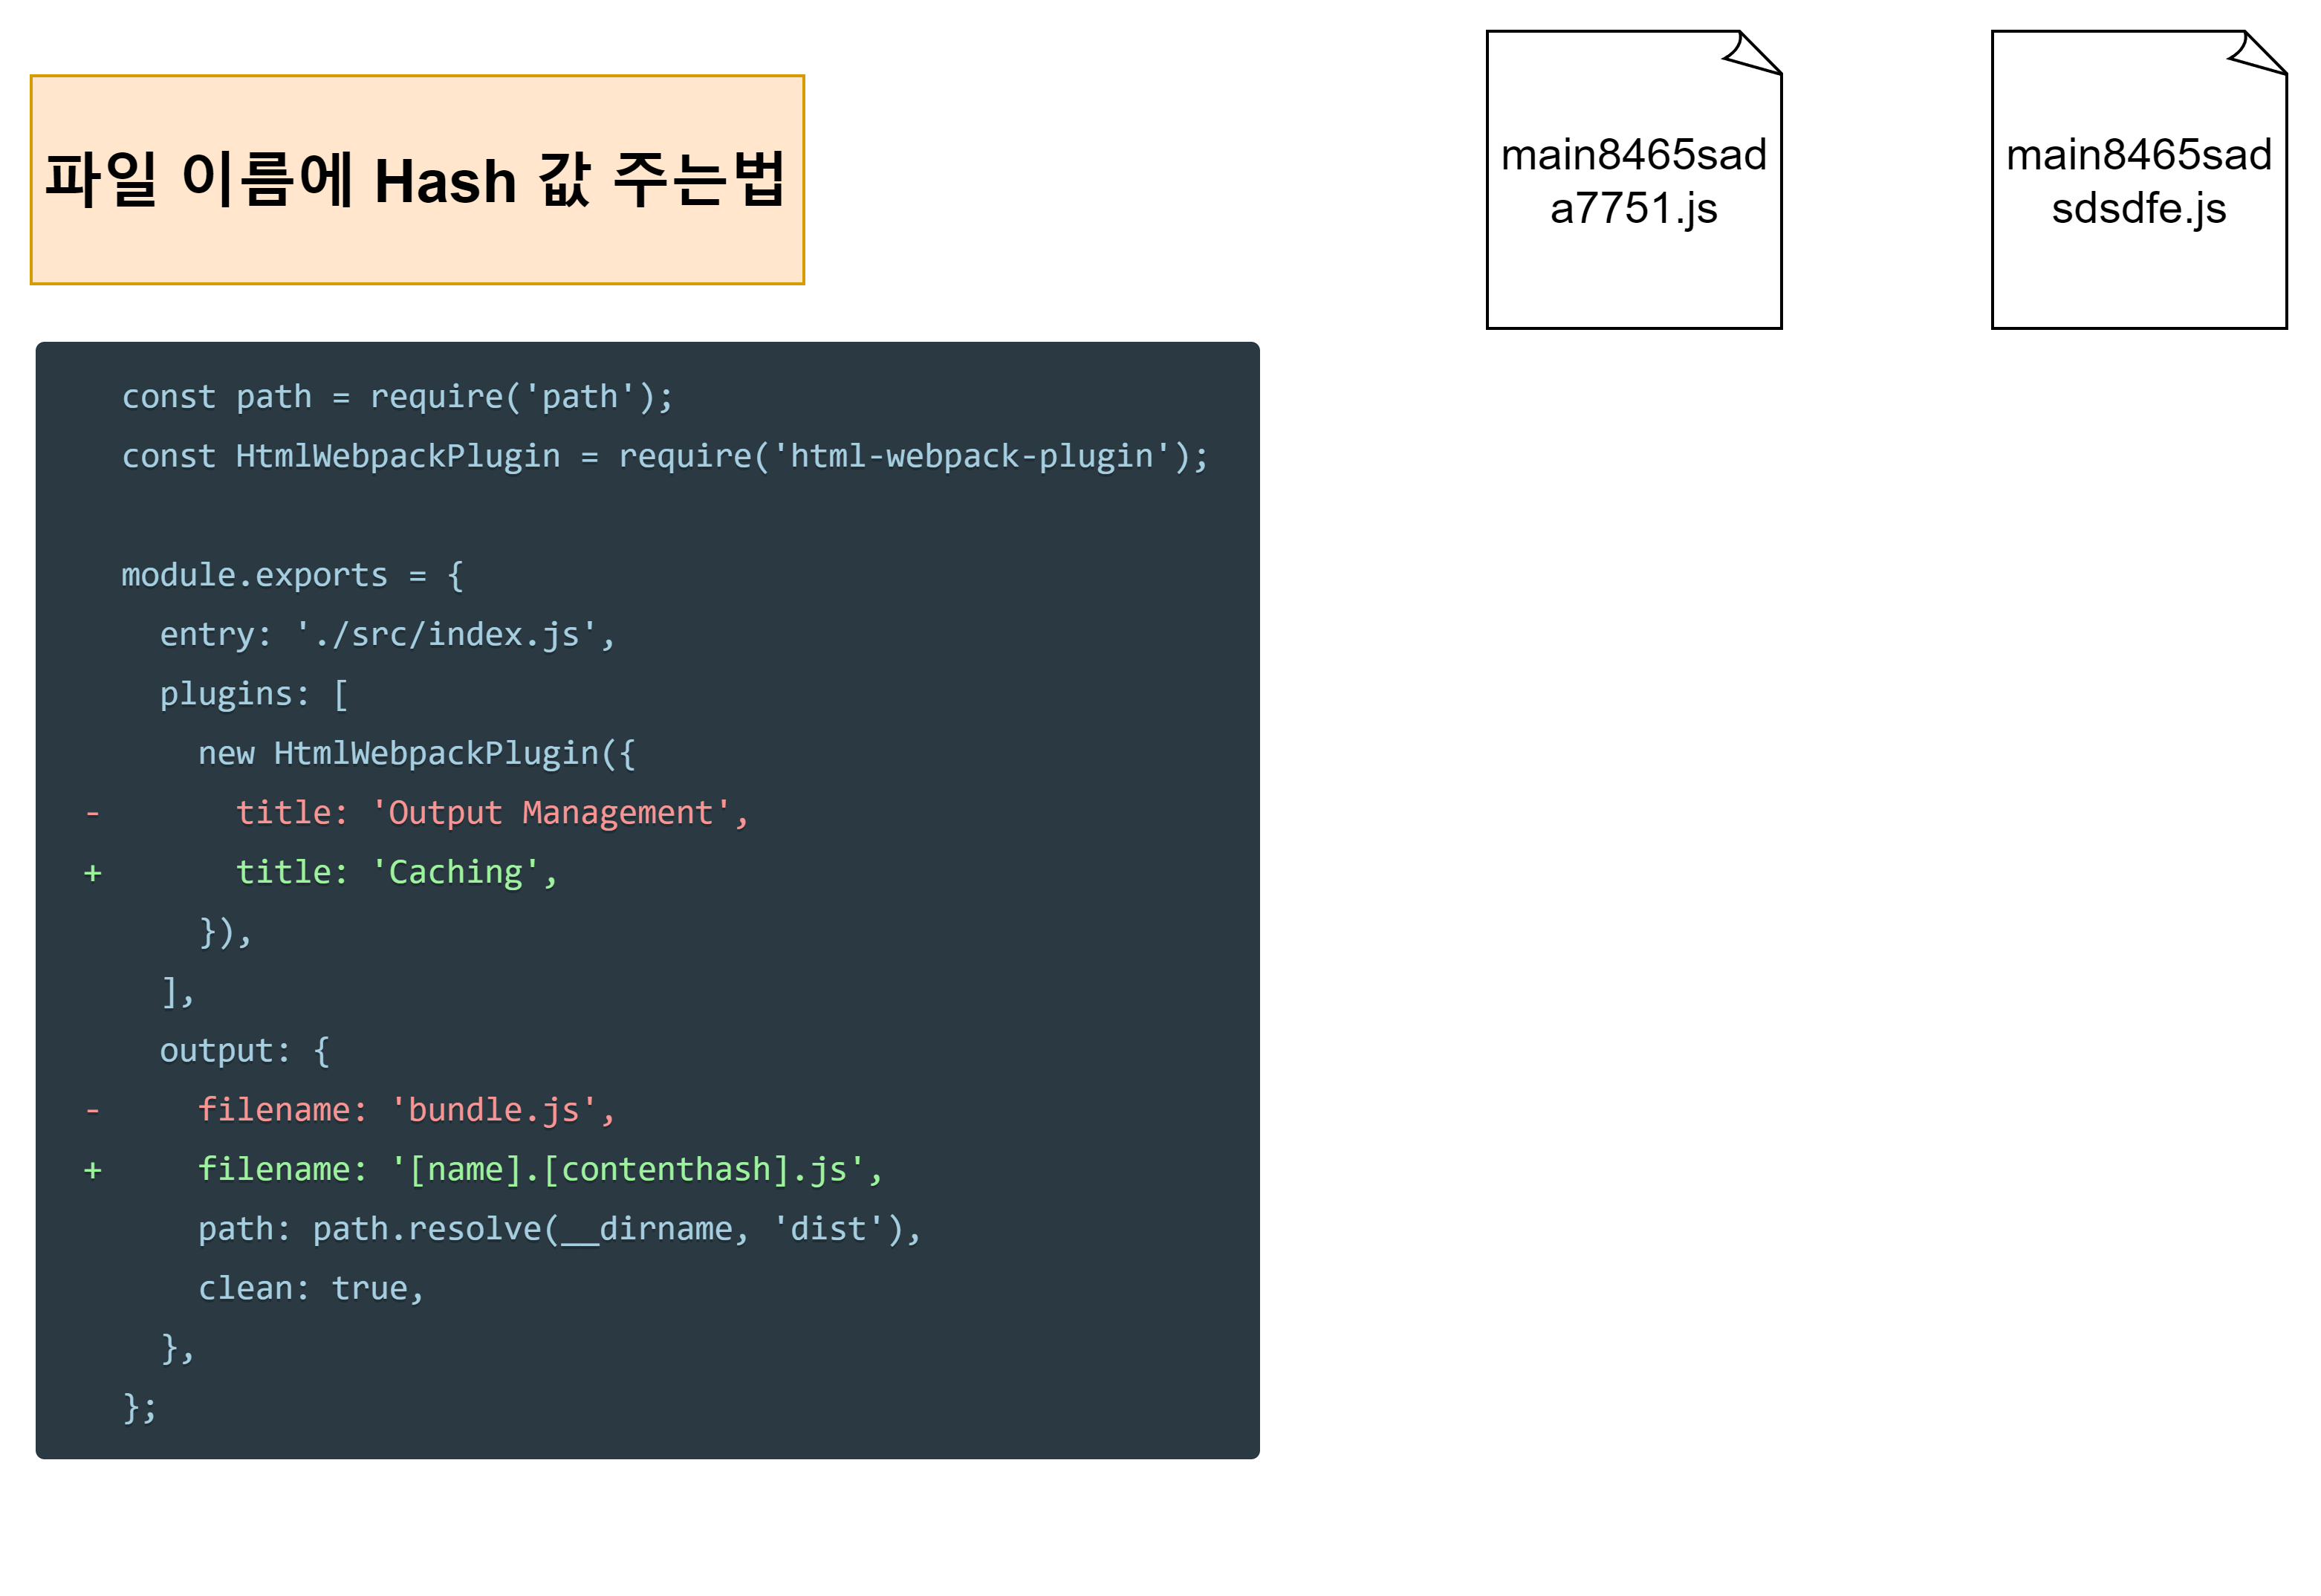 파일 이름에 Hash 값 주는법
main8465sad
a7751.js
main8465sad
sdsdfe.js
  const path = require('path');
  const HtmlWebpackPlugin = require('html-webpack-plugin');

  module.exports = {
    entry: './src/index.js',
    plugins: [
      new HtmlWebpackPlugin({
-       title: 'Output Management',
+       title: 'Caching',
      }),
    ],
    output: {
-     filename: 'bundle.js',
+     filename: '[name].[contenthash].js',
      path: path.resolve(__dirname, 'dist'),
      clean: true,
    },
  };